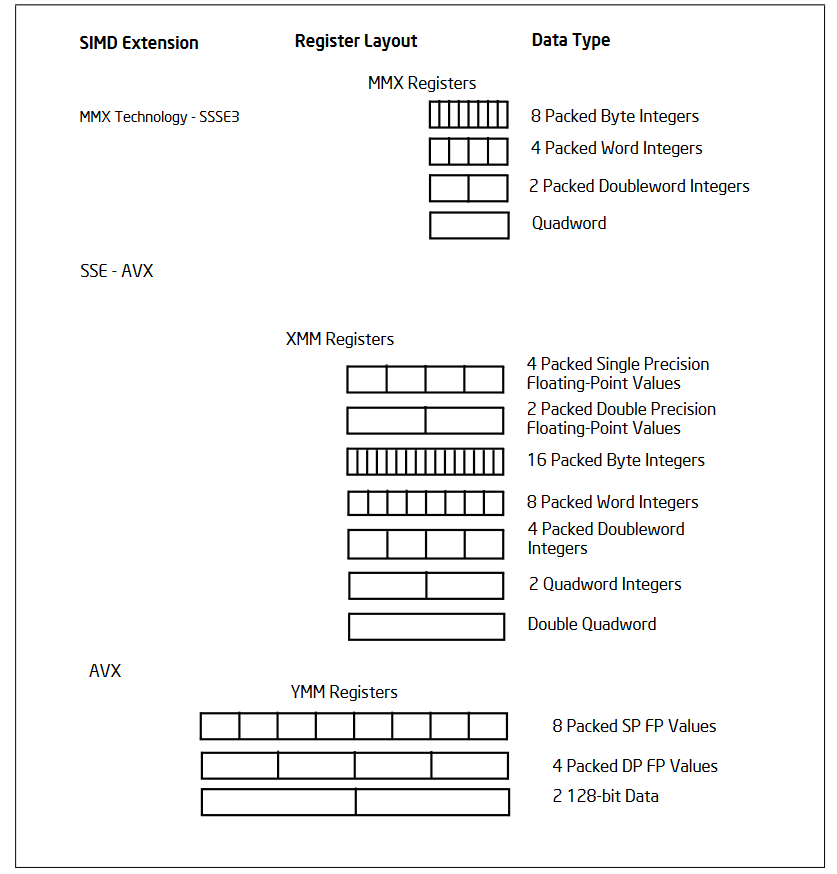 SIMD Extension
Register Layout
Data Type
MMX Registers
MMX Technology - SSSE3
8 Packed Byte Integers
4 Packed Word Integers
2 Packed Doubleword Integers
Quadword
SSE - AVX
XMM Registers
4 Packed Single Precision
Floating-Point Values
2 Packed Double Precision
Floating-Point Values
16 Packed Byte Integers
8 Packed Word Integers
4 Packed Doubleword
Integers
2 Quadword Integers
Double Quadword
AVX
YMM Registers
8 Packed SP FP Values
4 Packed DP FP Values
2 128-bit Data